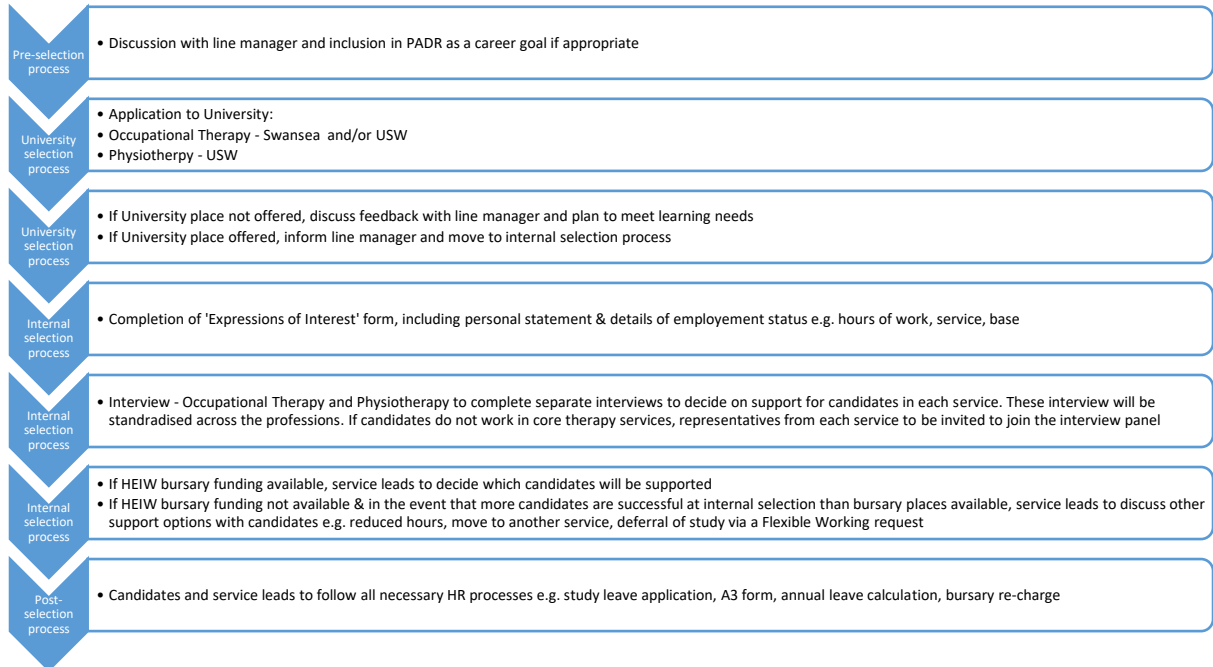 Pre-selection
process
• Discussion with line manager and inclusion in PADR as a career goal if appropriate
University
selection
process
• Application to University:
• Occupational Therapy - Swansea and/or USW
• Physiotherpy - USW
University
selection
process
• If University place not offered, discuss feedback with line manager and plan to meet learning needs
• If University place offered, inform line manager and move to internal selection process
Internal
selection
process
• Completion of 'Expressions of Interest' form, including personal statement & details of employement status e.g. hours of work, service, base
Internal
selection
process
• Interview - Occupational Therapy and Physiotherapy to complete separate interviews to decide on support for candidates in each service. These interview will be
standradised across the professions. If candidates do not work in core therapy services, representatives from each service to be invited to join the interview panel
Internal
selection
process
• If HEIW bursary funding available, service leads to decide which candidates will be supported
• If HEIW bursary funding not available & in the event that more candidates are successful at internal selection than bursary places available, service leads to discuss other
support options with candidates e.g. reduced hours, move to another service, deferral of study via a Flexible Working request
Post-
selection
process
• Candidates and service leads to follow all necessary HR processes e.g. study leave application, A3 form, annual leave calculation, bursary re-charge